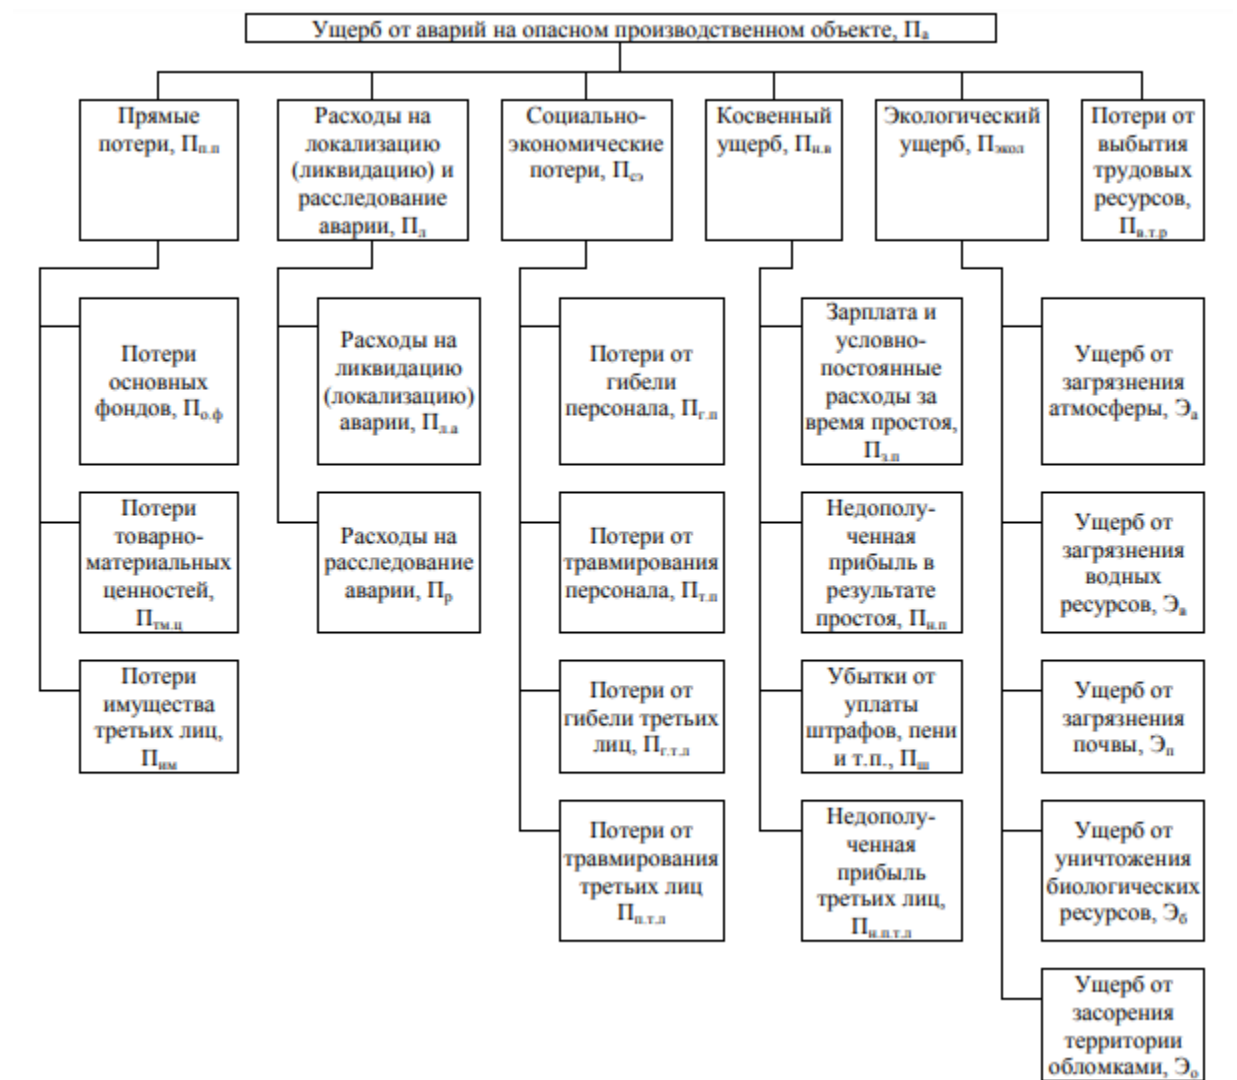 Ущерб от аварий на опасном производственном объекте, Па
Прямые
потери, Пп.п
Расходы на
локализацию
(ликвидацию) и
расследование
аварии, Пл
Социально-
экономические
потери, Псэ
Косвенный
ущерб, Пн.в
Экологический
ущерб, Пэкол
Потери от
выбытия
трудовых
ресурсов,
Пв.т.р
Потери
основных
фондов, По.ф
Потери
товарно-
материальных
ценностей,
Птм.ц
Потери
имущества
третьих лиц,
Пим
Расходы на
ликвидацию
(локализацию)
аварии, Пл.а
Расходы на
расследование
аварии, Пр
Потери от
гибели
персонала, Пг.п
Потери от
травмирования
персонала, Пт.п
Потери от
гибели третьих
лиц, Пг.т.л
Потери от
травмирования
третьих лиц
Пп.т.л
Зарплата и
условно-
постоянные
расходы за
время простоя,
Пз.п
Недополу-
ченная
прибыль в
результате
простоя, Пн.п
Убытки от
уплаты
штрафов, пени
и т.п., Пш
Недополу-
ченная
прибыль
третьих лиц,
Пн.п.т.л
Ущерб от
загрязнения
атмосферы, Эа
Ущерб от
загрязнения
водных
ресурсов, Эв
Ущерб от
загрязнения
почвы, Эп
Ущерб от
уничтожения
биологических
ресурсов, Эб
Ущерб от
засорения
территории
обломками, Эо